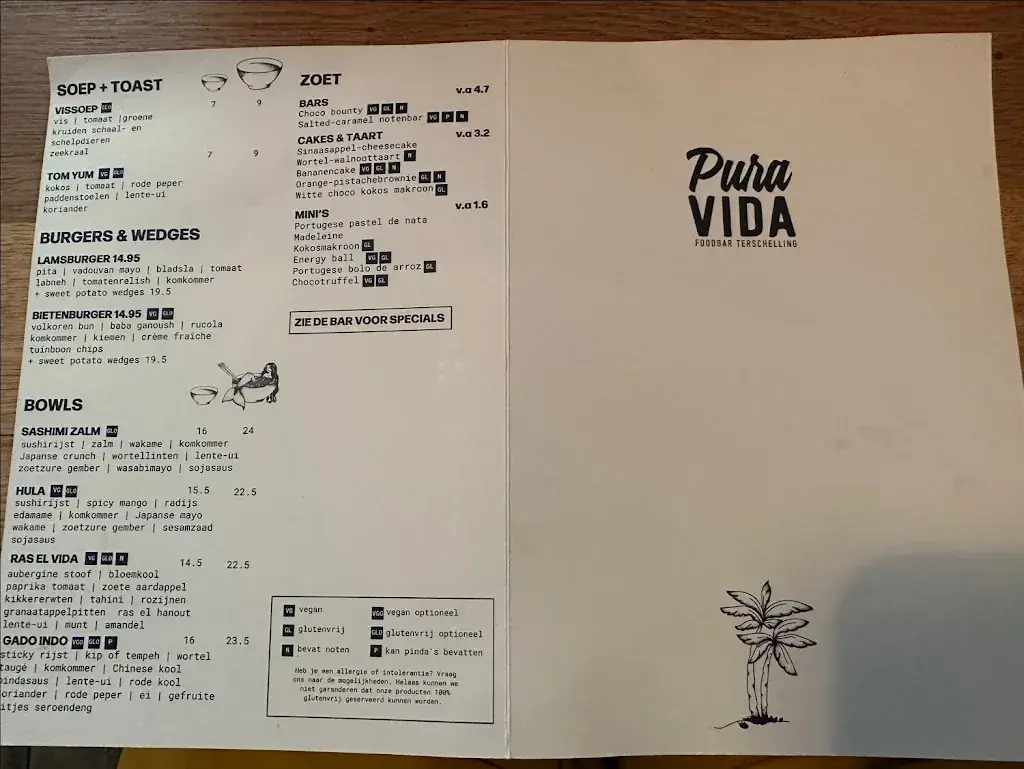 SOEP + TOAST
VISSOEP GLO 7 9
vis | tomaat |groene
kruiden schaal- en
schelpdieren
zeekraal
TOM YUM VG GLO 7 9
kokos | tomaat | rode peper
paddenstoelen | lente-ui
koriander
BURGERS & WEDGES
LAMSBURGER 14.95
pita | vadouvan mayo | bladsla | tomaat
labneh | tomatenrelish | komkommer
+ sweet potato wedges 19.5
BIETENBURGER 14.95 VG GLO
volkoren bun | baba ganoush | rucola
komkommer | kiemen | crème fraîche
tuinboon chips
+ sweet potato wedges 19.5
BOWLS
SASHIMI ZALM GLO 16 24
sushirijst | zalm | wakame | komkommer
Japanse crunch | wortellinten | lente-ui
zoetzure gember | wasabimayo | sojasaus
HULA VG GLO 15.5 22.5
sushirijst | spicy mango | radijs
edamame | komkommer | Japanse mayo
wakame | zoetzure gember | sesamzaad
sojasaus
RAS EL VIDA VG GLO N 14.5 22.5
aubergine stoof | bloemkool
paprika tomaat | zoete aardappel
kikkererwten | tahini | rozijnen
granaatappelpitten ras el hanout
lente-ui | munt | amandel
GADO INDO VGO GLO P 16 23.5
sticky rijst | kip of tempeh | wortel
taugé | komkommer | Chinese kool
pindasaus | lente-ui | rode kool
oriander | rode peper | ei | gefruite
itjes seroendeng
ZOET
v.a 4.7
BARS
Choco bounty VG GL N
Salted-caramel notenbar VG P N
CAKES & TAART v.a 3.2
Sinaasappel-cheesecake
Wortel-walnoottaart N
Bananencake VG GL N
Orange-pistachebrownie GL N
Witte choco kokos makroon GL
v.a 1.6
MINI'S
Portugese pastel de nata
Madeleine
Kokosmakroon GL
Energy ball VG GL
Portugese bolo de arroz GL
Chocotruffel VG GL
ZIE DE BAR VOOR SPECIALS
VG vegan
VGO vegan optioneel
GL glutenvrij
GLO glutenvrij optioneel
N bevat noten
P kan pinda's bevatten
Heb je een allergie of intolerantie? Vraag
ons naar de mogelijkheden. Helaas kunnen we
niet garanderen dat onze producten 100%
glutenvrij geserveerd kunnen worden.
Pura
VIDA
FOODBAR TERSCHELLING